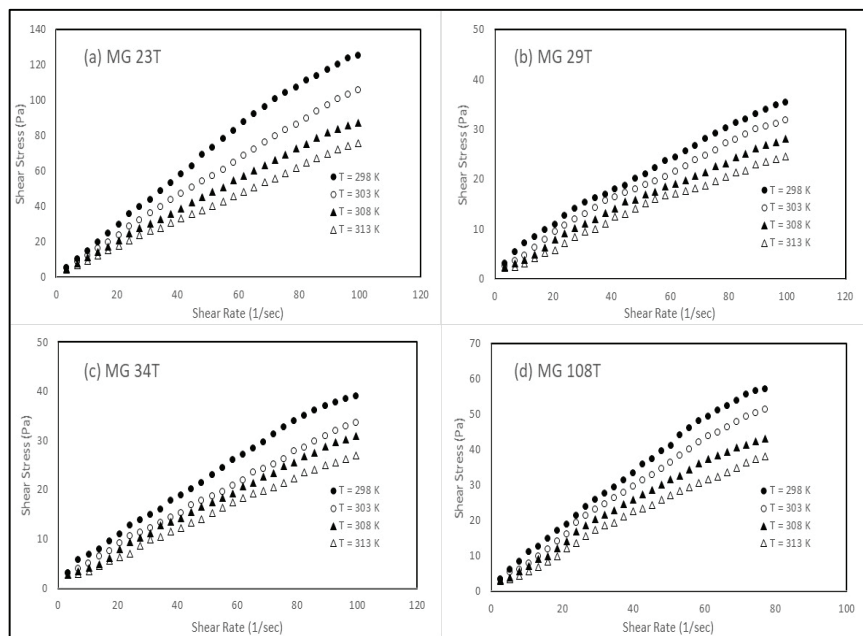 (a) MG 23T
Shear Stress (Pa)
140
120
100
80
60
40
20
0
T = 298 K
T = 303 K
T = 308 K
T = 313 K
0 20 40 60 80 100 120
Shear Rate (1/sec)
(b) MG 29T
Shear Stress (Pa)
50
40
30
20
10
0
T = 298 K
T = 303 K
T = 308 K
T = 313 K
0 20 40 60 80 100 120
Shear Rate (1/sec)
(c) MG 34T
Shear Stress (Pa)
50
40
30
20
10
0
T = 298 K
T = 303 K
T = 308 K
T = 313 K
0 20 40 60 80 100 120
Shear Rate (1/sec)
(d) MG 108T
Shear Stress (Pa)
70
60
50
40
30
20
10
0
T = 298 K
T = 303 K
T = 308 K
T = 313 K
0 20 40 60 80 100
Shear Rate (1/sec)